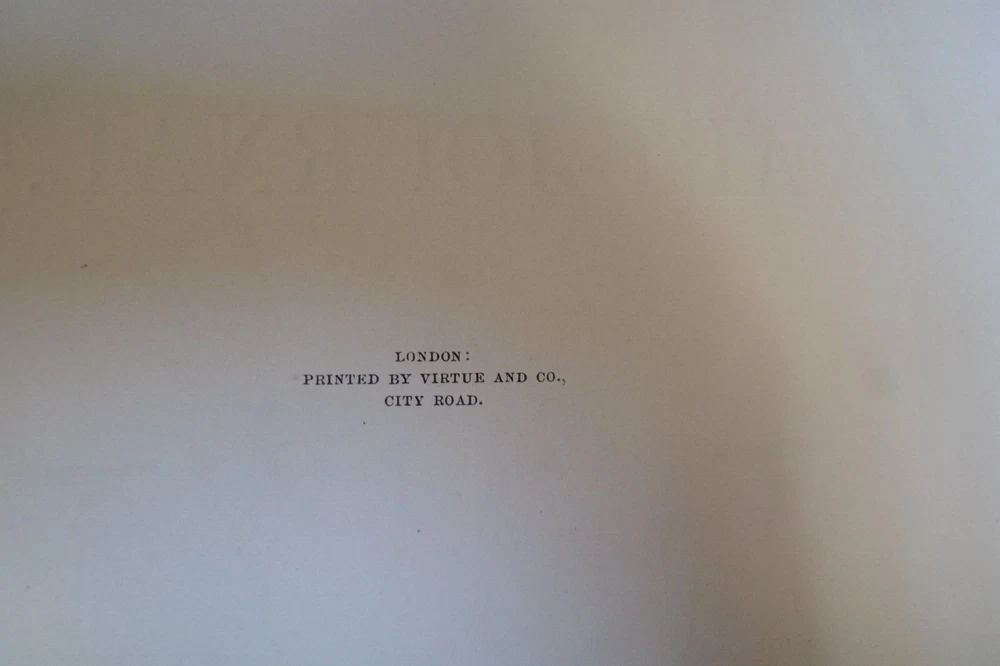 LONDON:
PRINTED BY VIRTUE AND CO.,
CITY ROAD.